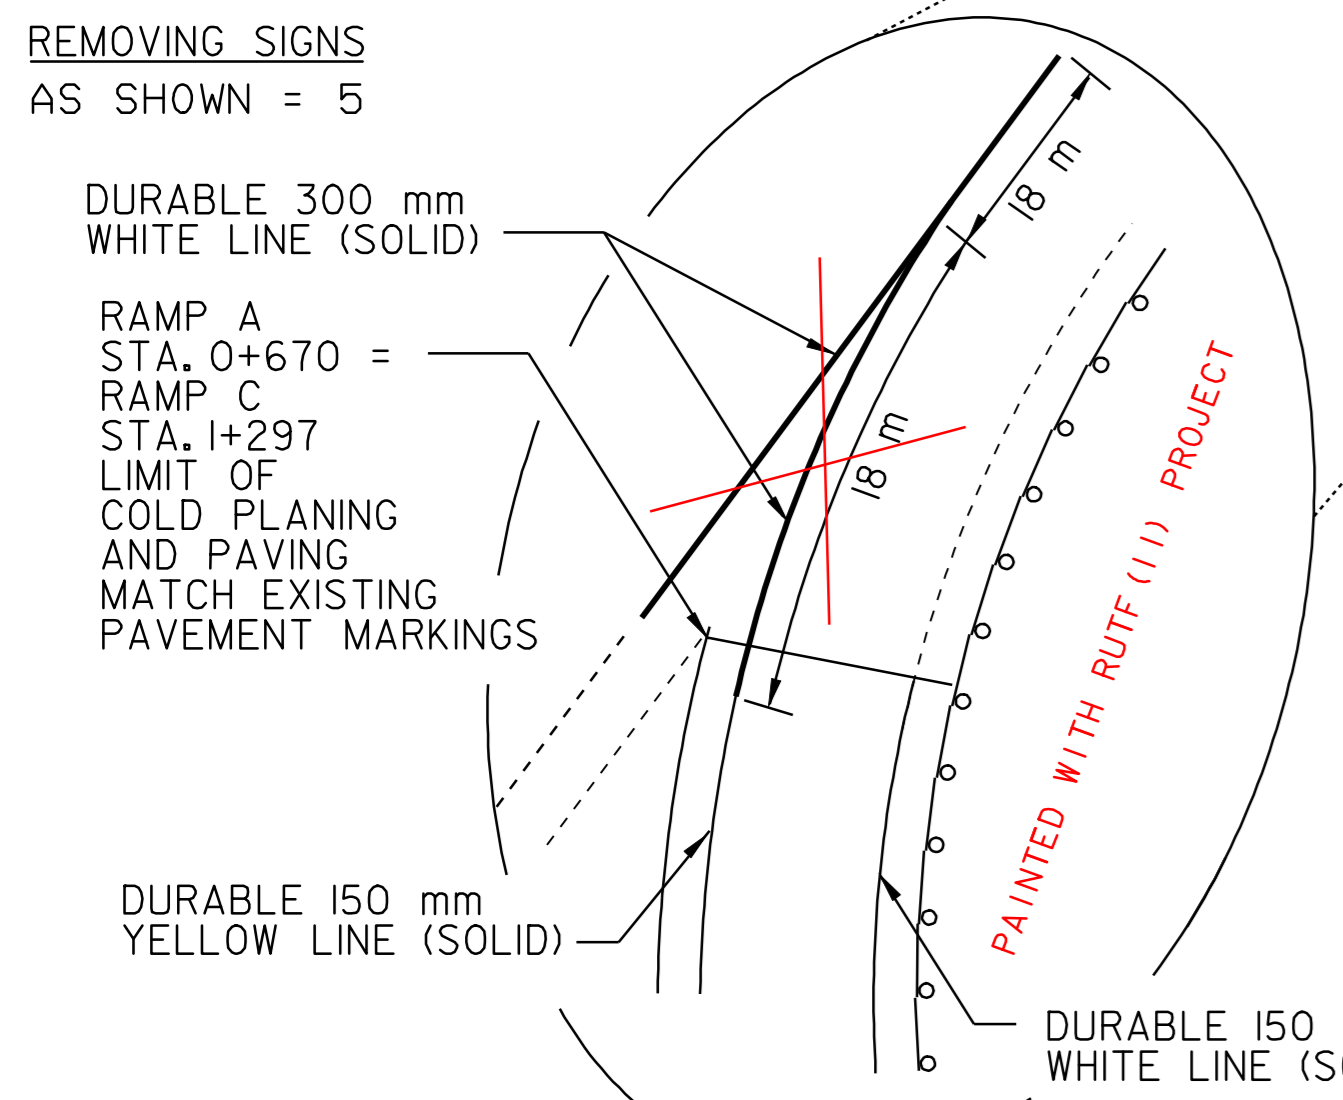 REMOVING SIGNS
AS SHOWN = 5
DURABLE 300 mm
WHITE LINE (SOLID)
RAMP A
STA. 0+670 =
RAMP C
STA. 1+297
LIMIT OF
COLD PLANING
AND PAVING
MATCH EXISTING
PAVEMENT MARKINGS
18 m
18 m
PAINTED WITH RUTF(11) PROJECT
DURABLE 150 mm
YELLOW LINE (SOLID)
DURABLE 150
WHITE LINE